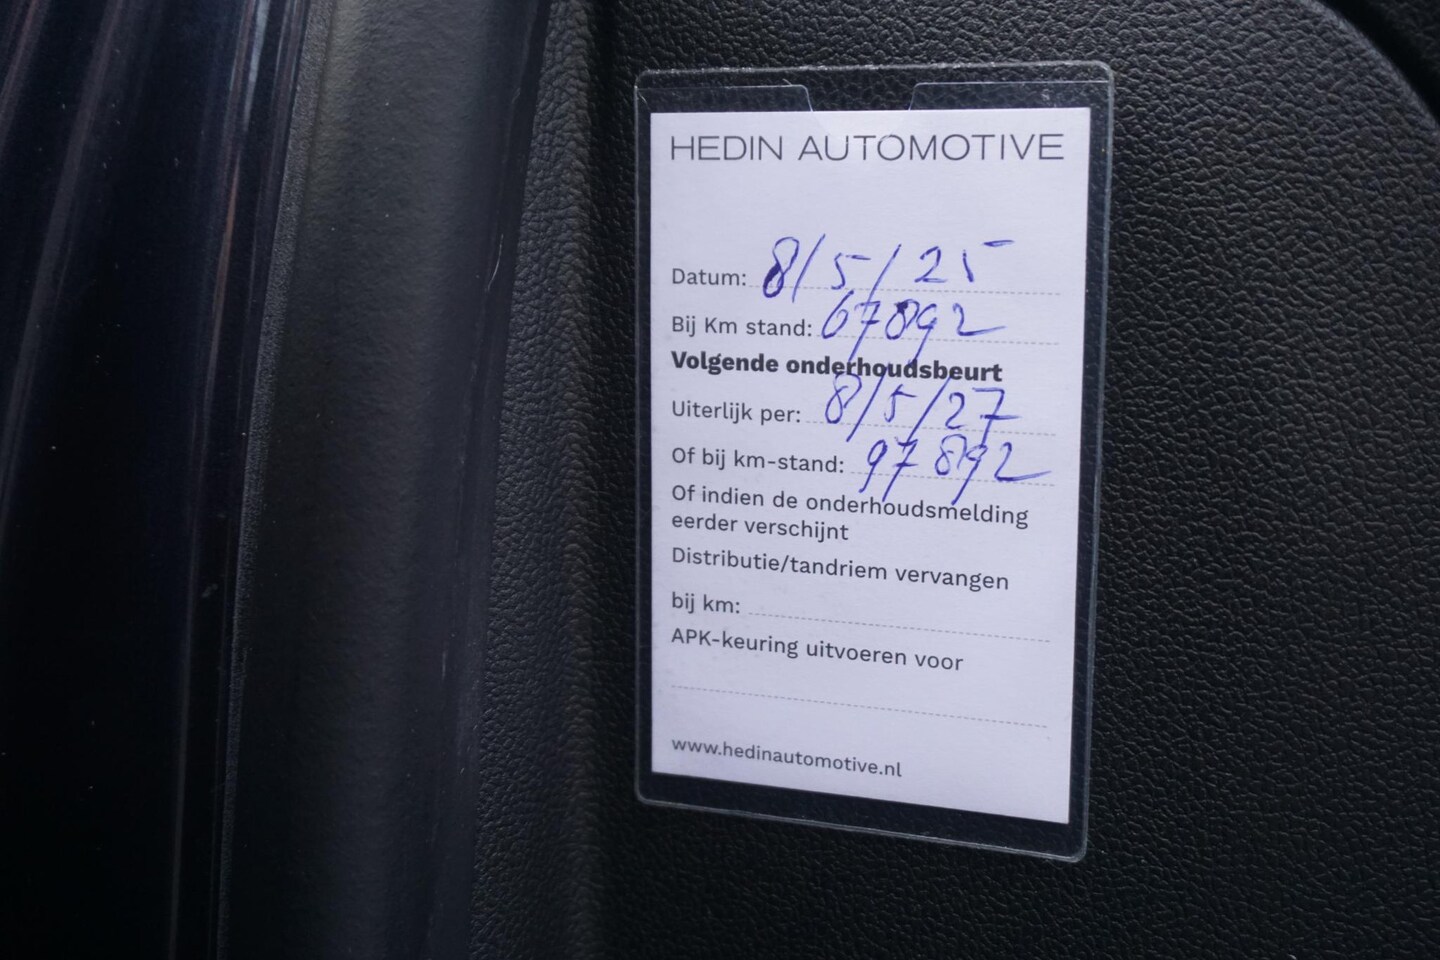 HEDIN AUTOMOTIVE
Datum: 8/5/25
Bij Km stand: 67892
Volgende onderhoudsbeurt
Uiterlijk per: 8/5/27
Of bij km-stand: 97892
Of indien de onderhoudsmelding
eerder verschijnt
Distributie/tandriem vervangen
bij km:
APK-keuring uitvoeren voor
www.hedinautomotive.nl